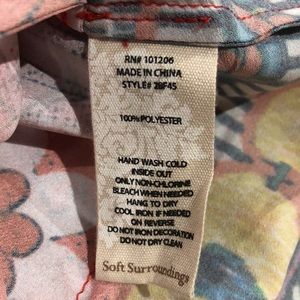 RN# 101206
MADE IN CHINA
STYLE# 28F45
100% POLYESTER
HAND WASH COLD
INSIDE OUT
ONLY NON-CHLORINE
BLEACH WHEN NEEDED
HANG TO DRY
COOL IRON IF NEEDED
ON REVERSE
DO NOT IRON DECORATION
DO NOT DRY CLEAN
Soft Surroundings